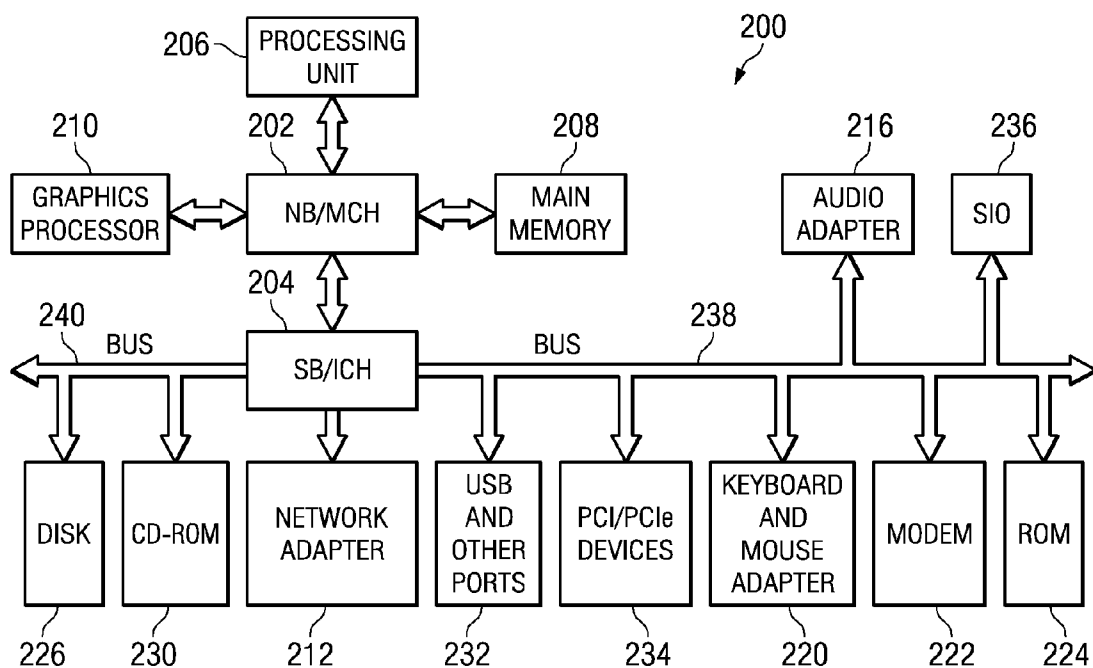 206
PROCESSING
UNIT
200
210
202
208
216
236
GRAPHICS
PROCESSOR
NB/MCH
MAIN
MEMORY
AUDIO
ADAPTER
SIO
204
240
BUS
SB/ICH
BUS
238
DISK
CD-ROM
NETWORK
ADAPTER
USB
AND
OTHER
PORTS
PCI/PCIe
DEVICES
KEYBOARD
AND
MOUSE
ADAPTER
MODEM
ROM
226
230
212
232
234
220
222
224